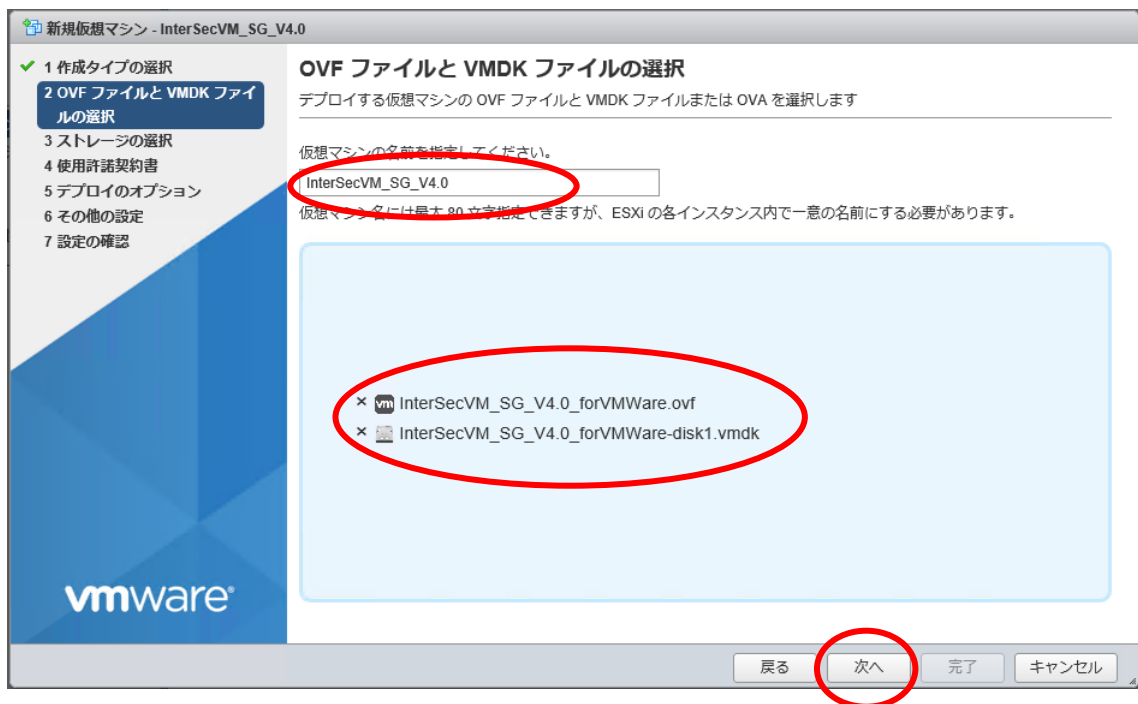 新規仮想マシン - InterSecVM_SG_V4.0
1 作成タイプの選択
2 OVF ファイルと VMDK ファイ
ルの選択
3 ストレージの選択
4 使用許諾契約書
5 デプロイのオプション
6 その他の設定
7 設定の確認
OVF ファイルと VMDK ファイルの選択
デプロイする仮想マシンの OVF ファイルと VMDK ファイルまたは OVA を選択します
仮想マシンの名前を指定してください。
InterSecVM_SG_V4.0
仮想マシン名には最大 80 文字指定できますが、ESXi の各インスタンス内で一意の名前にする必要があります。
× vm InterSecVM_SG_V4.0_forVMWare.ovf
× InterSecVM_SG_V4.0_forVMWare-disk1.vmdk
vmware
戻る 次へ 完了 キャンセル